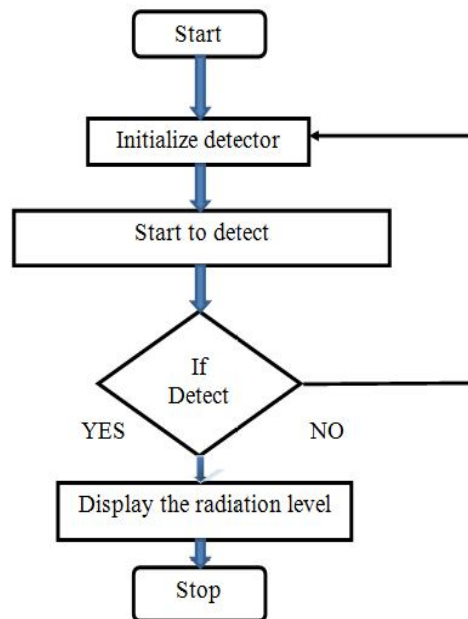 Start
Initialize detector
Start to detect
If
Detect
YES
NO
Display the radiation level
Stop